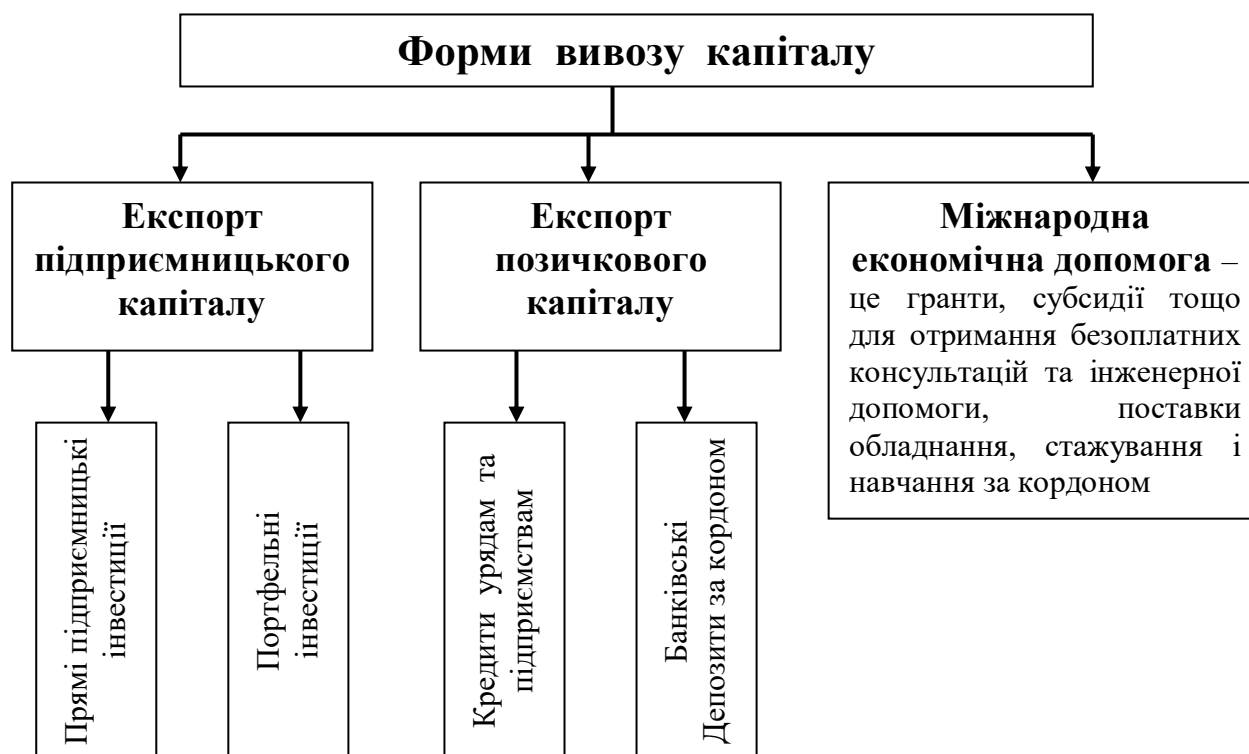 Форми вивозу капіталу
Експорт
підприємницького
капіталу
Експорт
позичкового
капіталу
Міжнародна
економічна допомога –
це гранти, субсидії тощо
для отримання безоплатних
консультацій та інженерної
допомоги, поставки
обладнання, стажування і
навчання за кордоном
Прямі підприємницькі
інвестиції
Портфельні
інвестиції
Кредити урядам та
підприємствам
Банківські
Депозити за кордоном